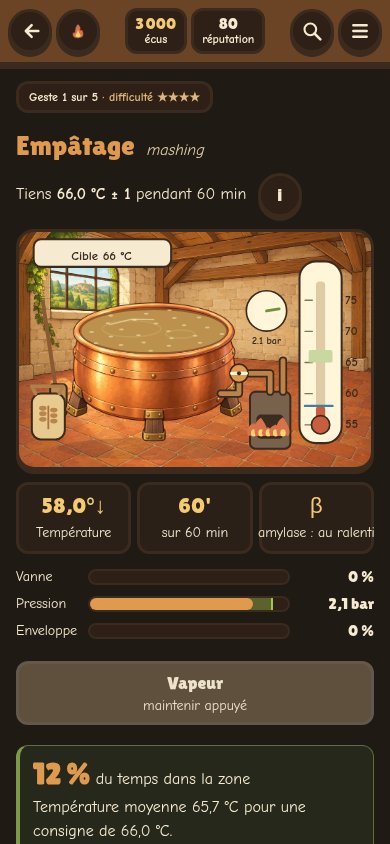 3 000
écus
80
réputation
Geste 1 sur 5 · difficulté ★★★★
Empâtage mashing
Tiens 66,0 °C ± 1 pendant 60 min i
Cible 66 °C
2.1 bar
75
70
65
60
55
58,0°↓
Température
60'
sur 60 min
β
amylase : au ralenti
Vanne 0 %
Pression 2,1 bar
Enveloppe 0 %
Vapeur
maintenir appuyé
12 % du temps dans la zone
Température moyenne 65,7 °C pour une
consigne de 66,0 °C.